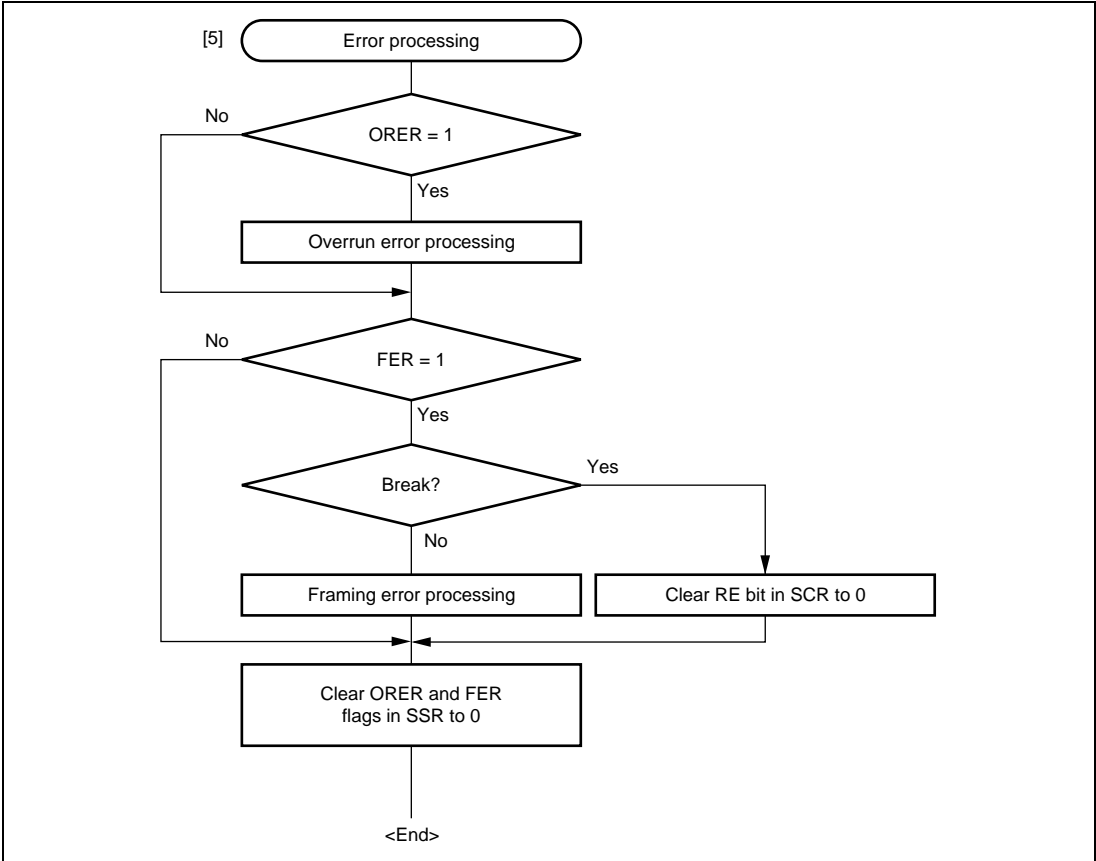 [5]
Error processing
No
ORER = 1
Yes
Overrun error processing
No
FER = 1
Yes
Break?
Yes
No
Framing error processing
Clear RE bit in SCR to 0
Clear ORER and FER
flags in SSR to 0
<End>